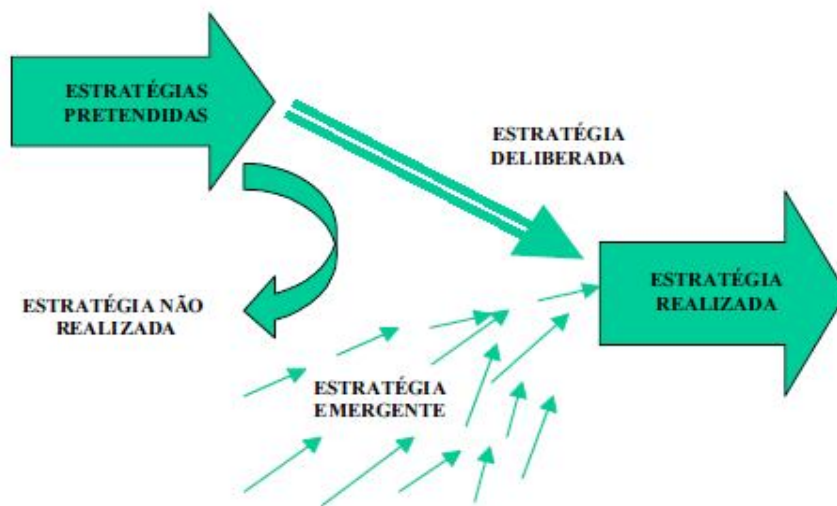 ESTRATÉGIAS
PRETENDIDAS
ESTRATÉGIA
DELIBERADA
ESTRATÉGIA NÃO
REALIZADA
ESTRATÉGIA
EMERGENTE
ESTRATÉGIA
REALIZADA